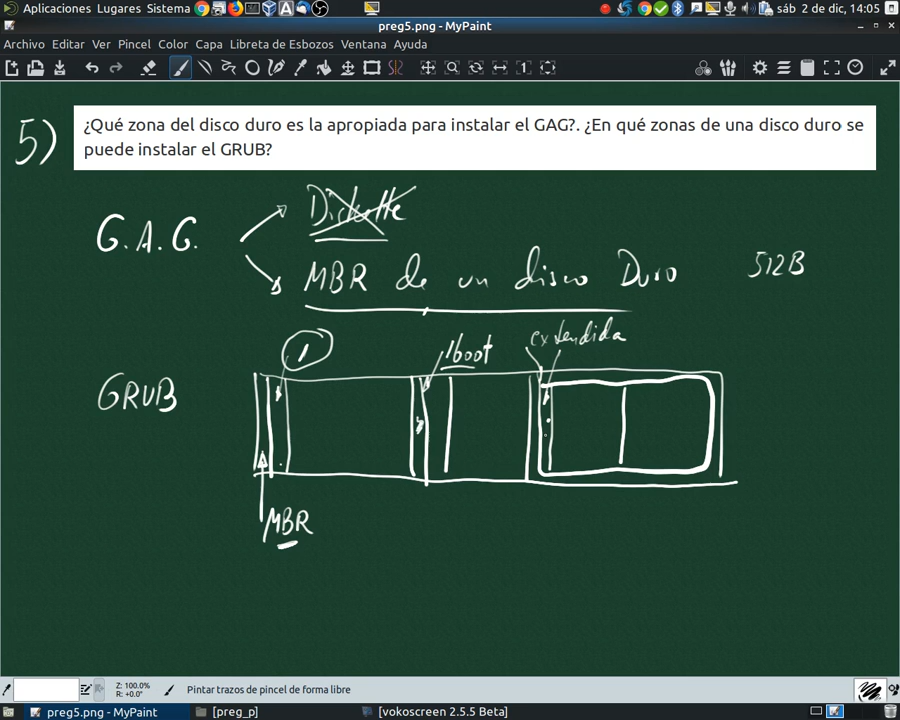 Aplicaciones Lugares Sistema sáb 2 de dic, 14:05
preg5.png - MyPaint
Archivo Editar Ver Pincel Color Capa Libreta de Esbozos Ventana Ayuda
5) ¿Qué zona del disco duro es la apropiada para instalar el GAG?. ¿En qué zonas de una disco duro se
puede instalar el GRUB?
Diskette
G.A.G.
MBR de un disco Duro 512B
1 /boot extendida
GRUB
MBR
Z: 100.0%
R: +0.0°
Pintar trazos de pincel de forma libre
preg5.png - MyPaint [preg_p] [vokoscreen 2.5.5 Beta]